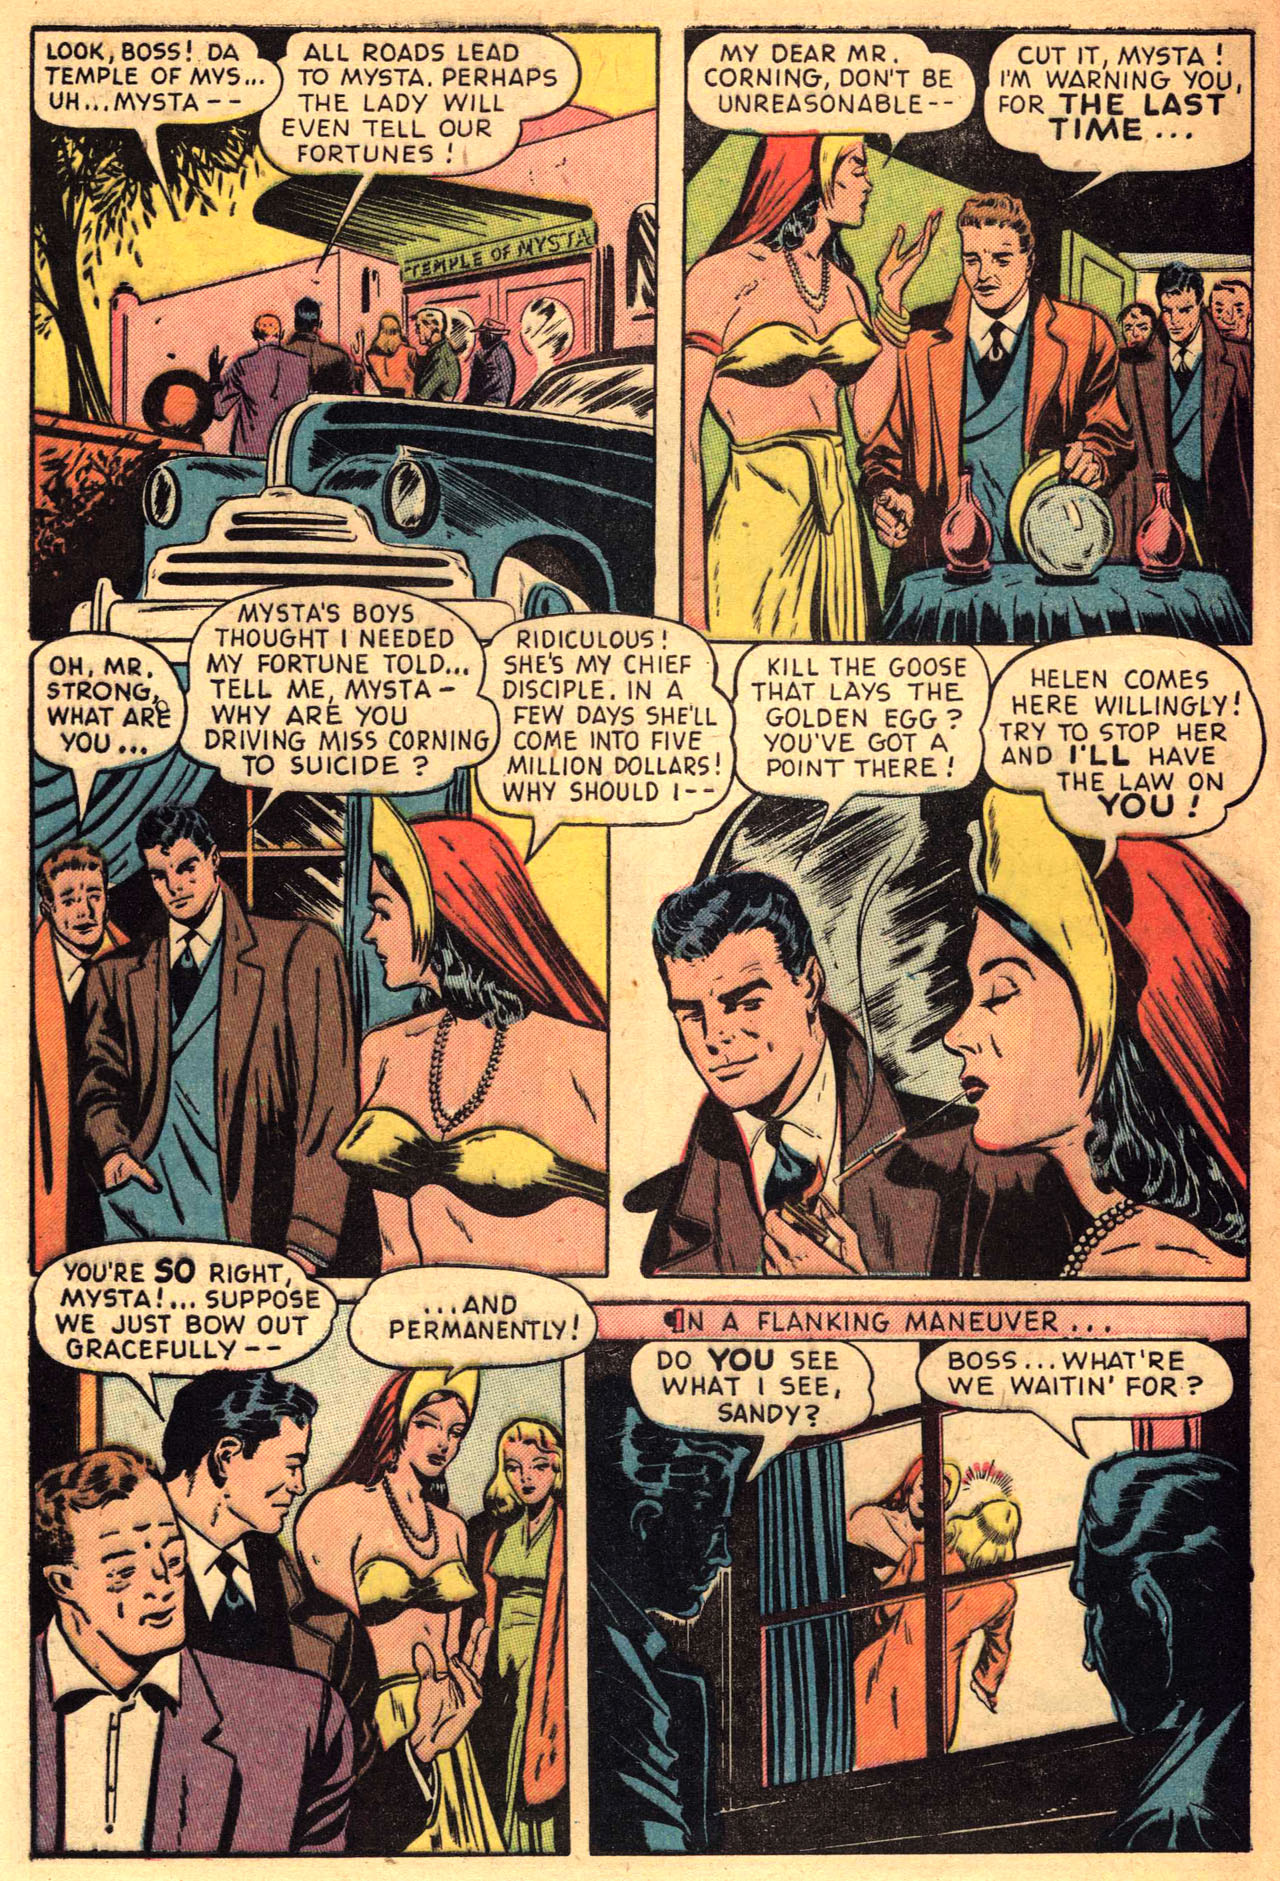 LOOK, BOSS! DA
TEMPLE OF MYS...
UH...MYSTA--
ALL ROADS LEAD
TO MYSTA. PERHAPS
THE LADY WILL
EVEN TELL OUR
FORTUNES!
TEMPLE OF MYSTA
MY DEAR MR.
CORNING, DON'T BE
UNREASONABLE--
CUT IT, MYSTA!
I'M WARNING YOU,
FOR THE LAST
TIME...
OH, MR.
STRONG,
WHAT ARE
YOU...
MYSTA'S BOYS
THOUGHT I NEEDED
MY FORTUNE TOLD...
TELL ME, MYSTA-
WHY ARE YOU
DRIVING MISS CORNING
TO SUICIDE?
RIDICULOUS!
SHE'S MY CHIEF
DISCIPLE. IN A
FEW DAYS SHE'LL
COME INTO FIVE
MILLION DOLLARS!
WHY SHOULD I--
KILL THE GOOSE
THAT LAYS THE
GOLDEN EGG?
YOU'VE GOT A
POINT THERE!
HELEN COMES
HERE WILLINGLY!
TRY TO STOP HER
AND I'LL HAVE
THE LAW ON
YOU!
YOU'RE SO RIGHT,
MYSTA!... SUPPOSE
WE JUST BOW OUT
GRACEFULLY--
...AND
PERMANENTLY!
IN A FLANKING MANEUVER...
DO YOU SEE
WHAT I SEE,
SANDY?
BOSS...WHAT'RE
WE WAITIN' FOR?